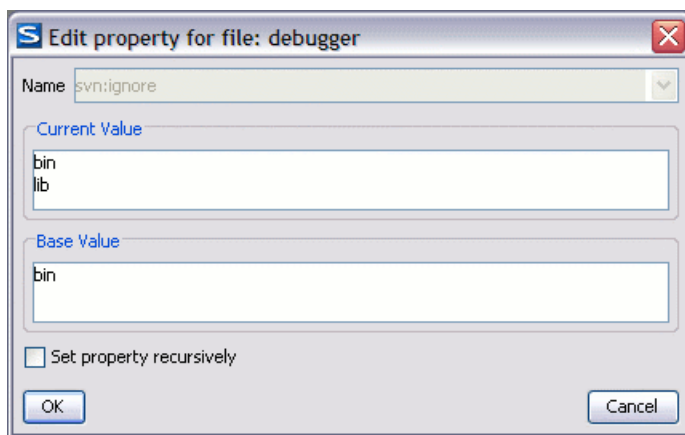 S Edit property for file: debugger
Name svn:ignore
Current Value
bin
lib
Base Value
bin
Set property recursively
OK Cancel